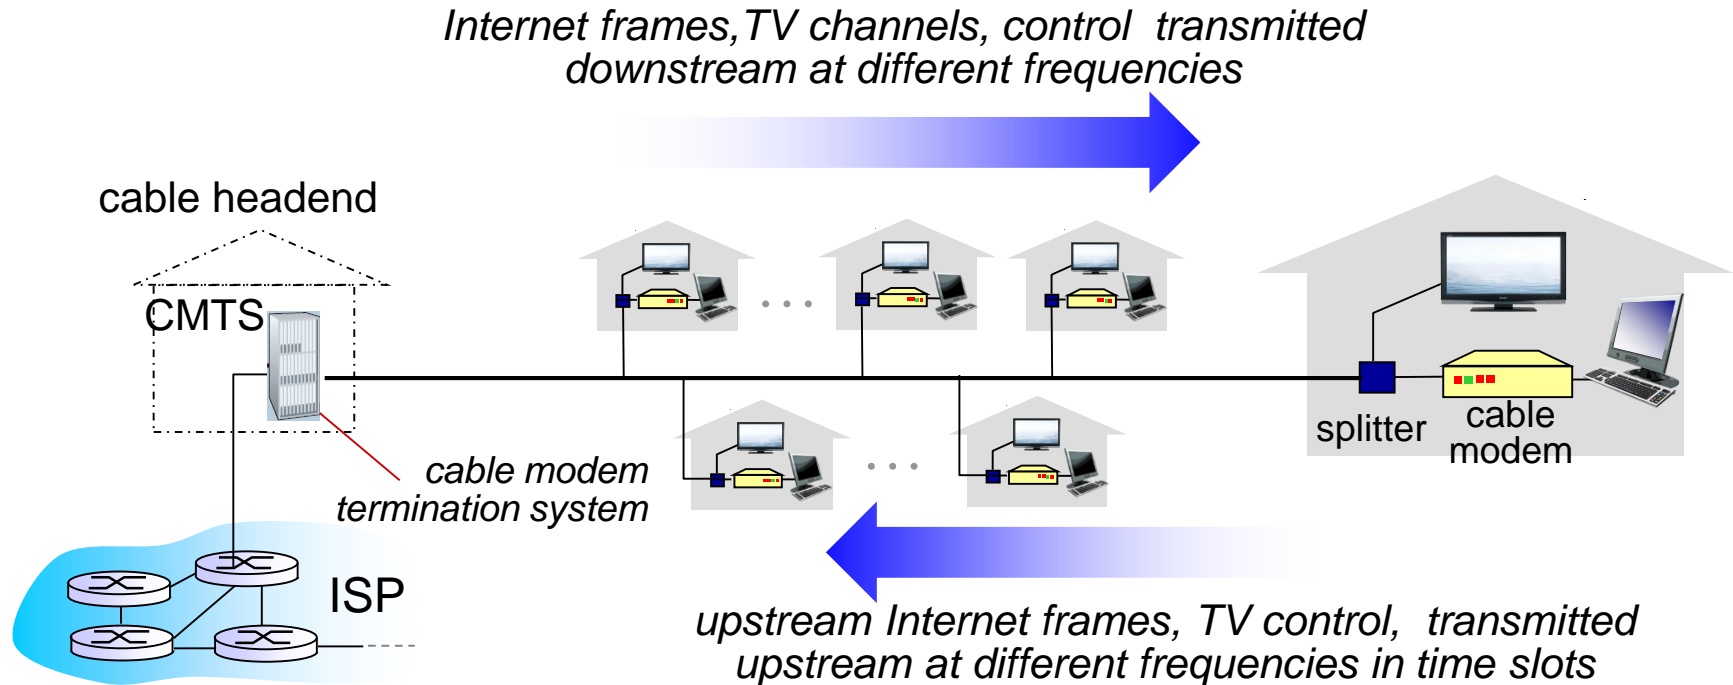 Internet frames,TV channels, control  transmitted
downstream at different frequencies
cable headend
CMTS
splitter
cable
modem
cable modem
termination system
ISP
upstream Internet frames, TV control,  transmitted
upstream at different frequencies in time slots